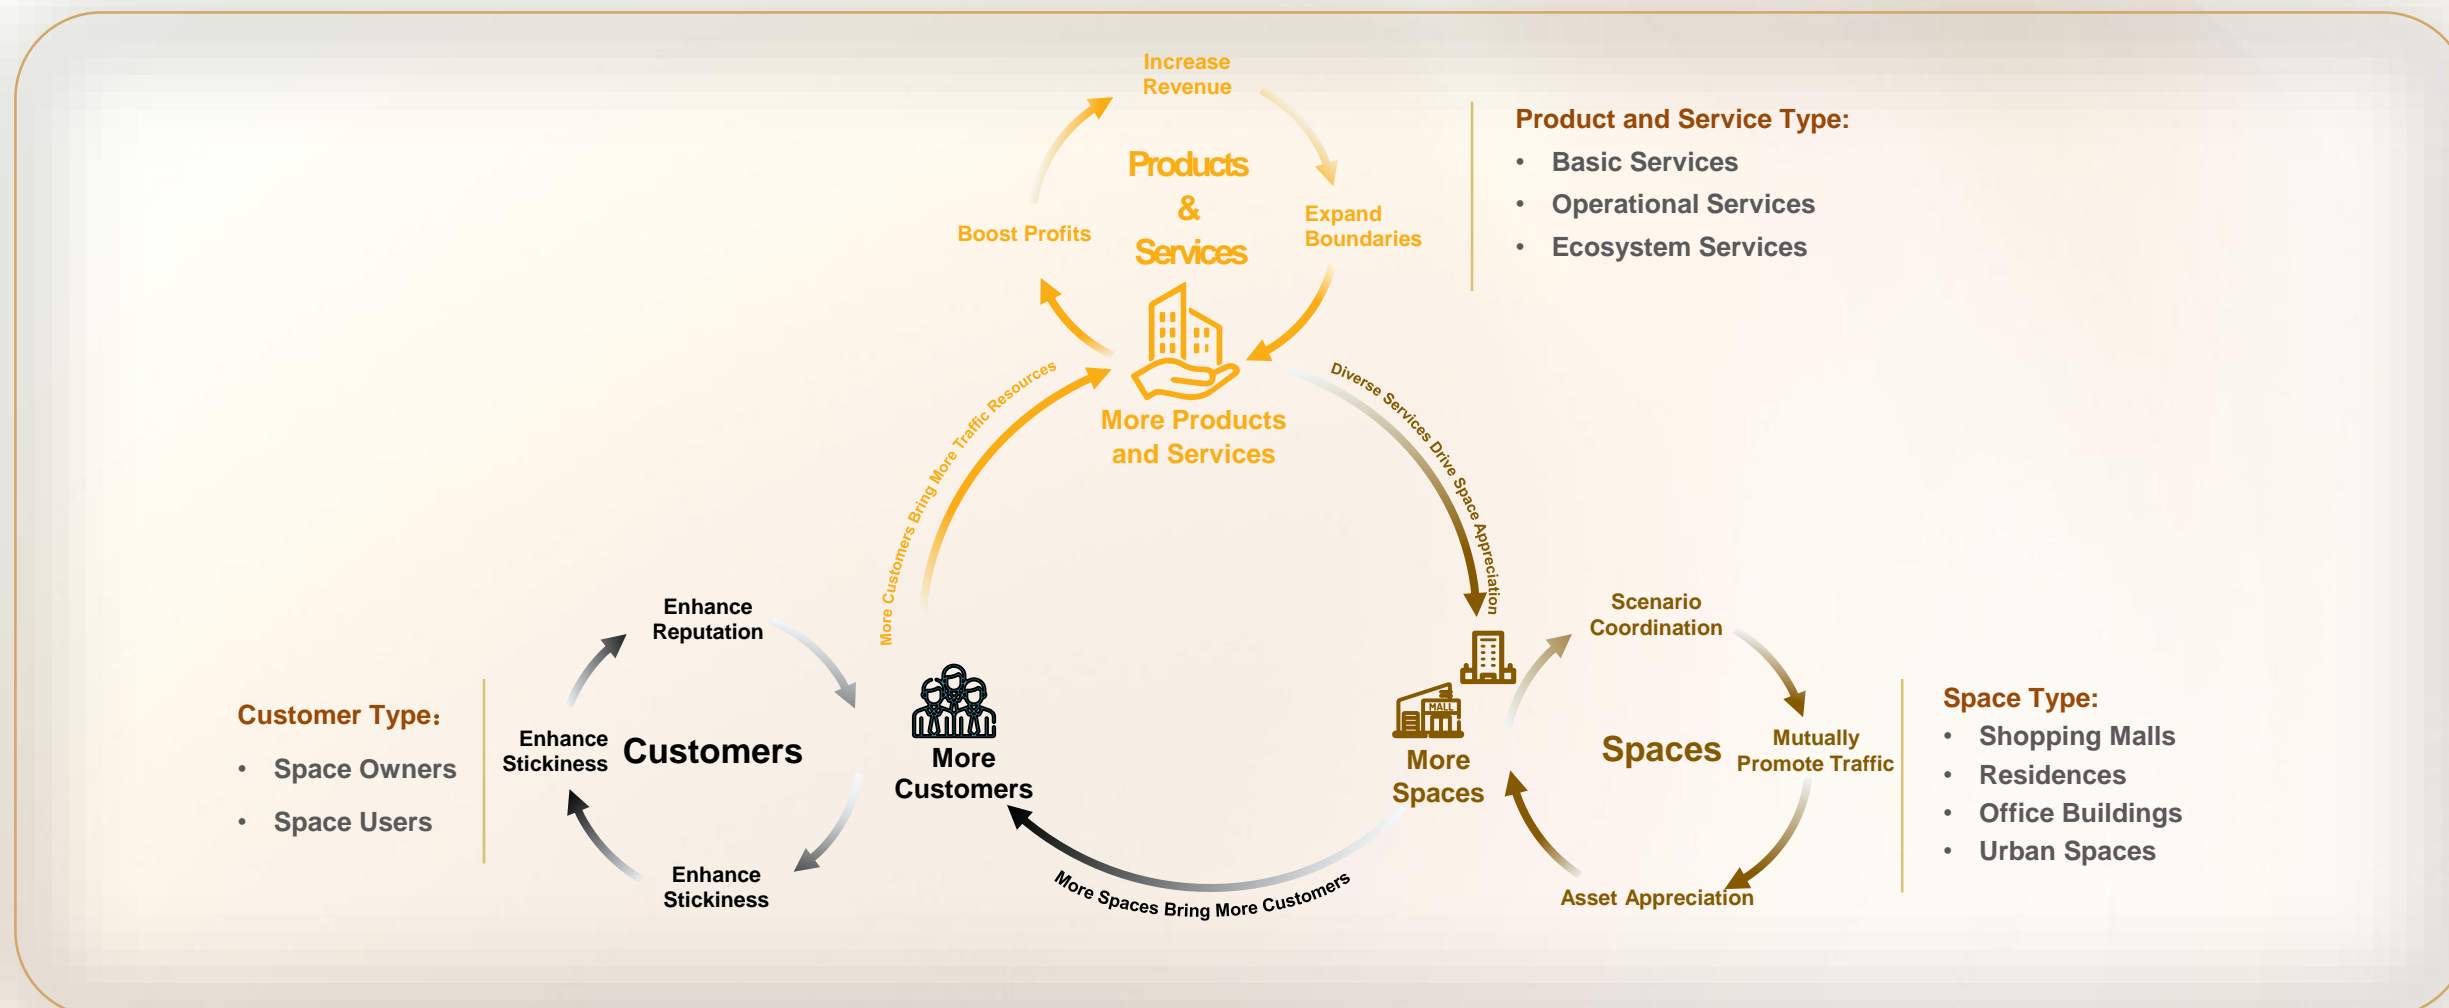 Increase
Revenue
Products
&
Services
Boost Profits
Expand
Boundaries
More Products
and Services
Product and Service Type:
• Basic Services
• Operational Services
• Ecosystem Services
More Customers Bring More Traffic Resources
Diverse Services Drive Space Appreciation
Customer Type：
• Space Owners
• Space Users
Enhance
Reputation
Enhance
Stickiness
Customers
Enhance
Stickiness
More
Customers
More Spaces Bring More Customers
MALL
More
Spaces
Scenario
Coordination
Spaces
Mutually
Promote Traffic
Asset Appreciation
Space Type:
• Shopping Malls
• Residences
• Office Buildings
• Urban Spaces